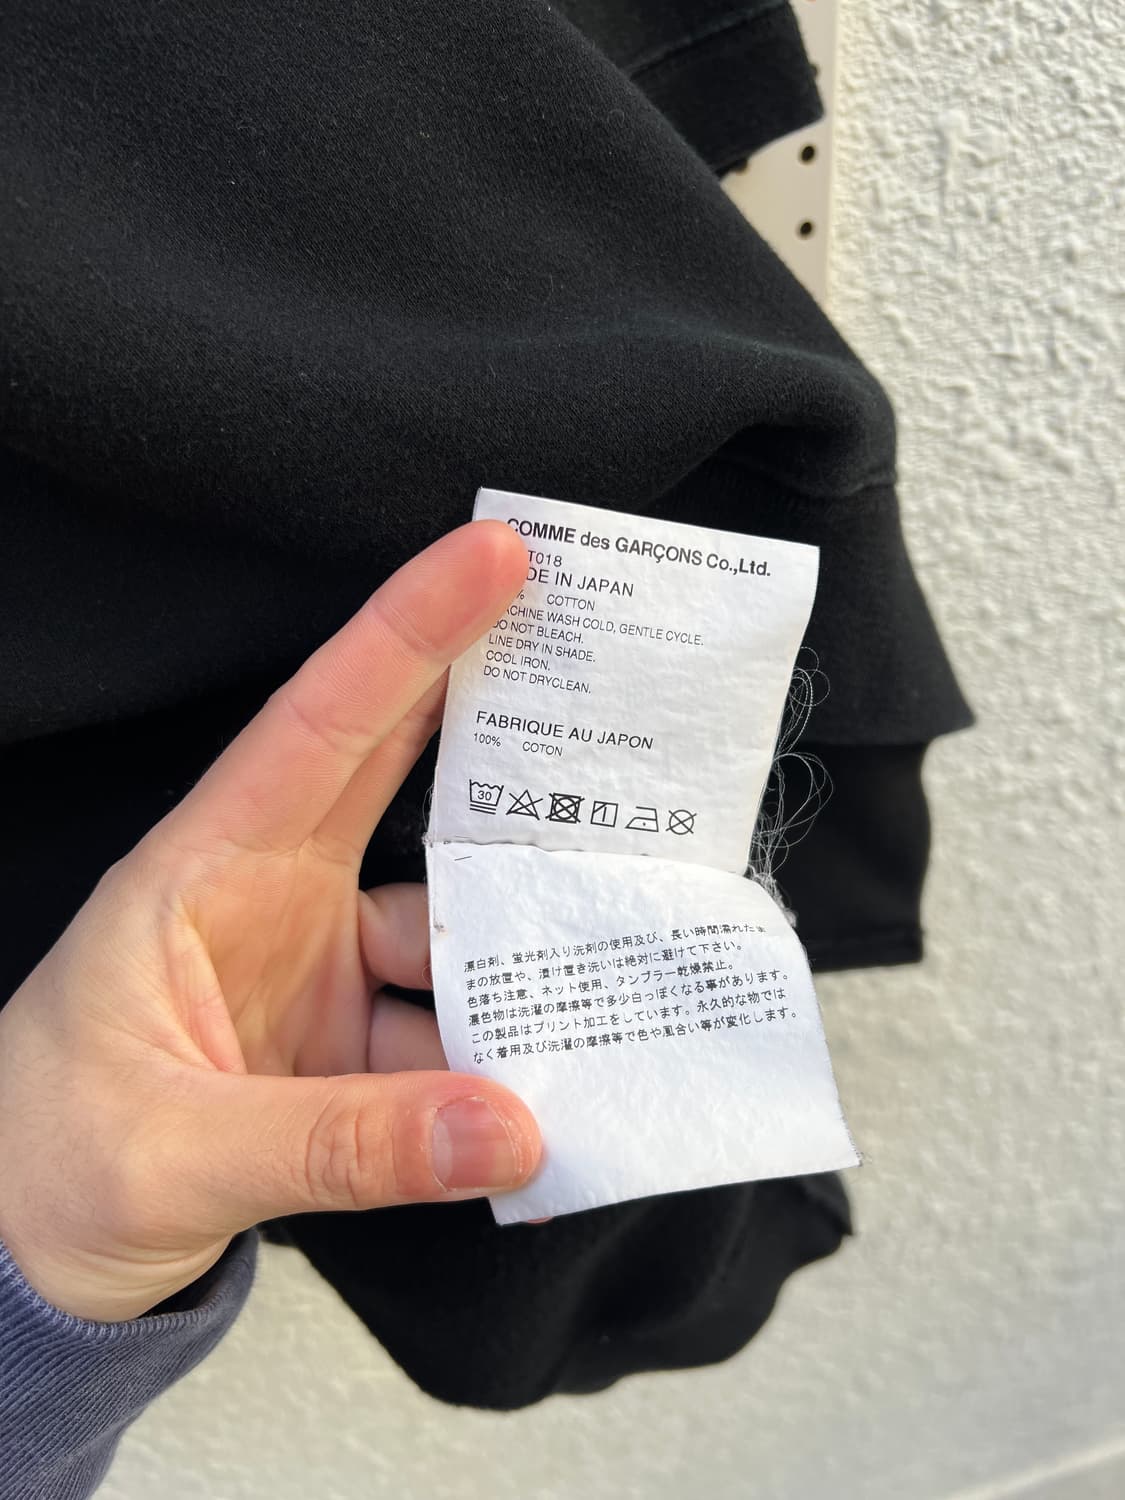 COMME des GARÇONS Co.,Ltd.
T018
DE IN JAPAN
% COTTON
ACHINE WASH COLD, GENTLE CYCLE.
DO NOT BLEACH.
LINE DRY IN SHADE.
COOL IRON.
DO NOT DRYCLEAN.
FABRIQUE AU JAPON
100% COTON
30
漂白剤、蛍光剤入り洗剤の使用及び、長い時間濡れたま
まの放置や、漬け置き洗いは絶対に避けて下さい。
色落ち注意、ネット使用、タンブラー乾燥禁止。
濃色物は洗濯の摩擦等で多少白っぽくなる事があります。
この製品はプリント加工をしています。永久的な物では
なく着用及び洗濯の摩擦等で色や風合い等が変化します。